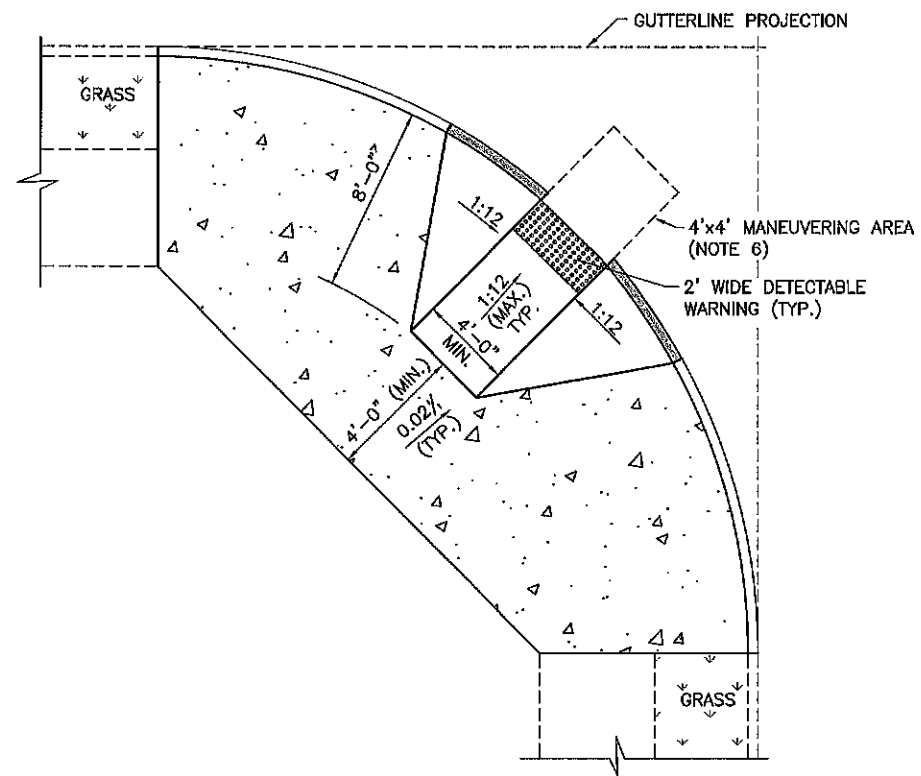 GUTTERLINE PROJECTION
GRASS
8'-0">
1:12
4'x4' MANEUVERING AREA
(NOTE 6)
2' WIDE DETECTABLE
WARNING (TYP.)
1:12
(MAX.)
TYP.
4'-0"
MIN.
1:12
4'-0" (MIN.)
0.02%
(TYP.)
GRASS